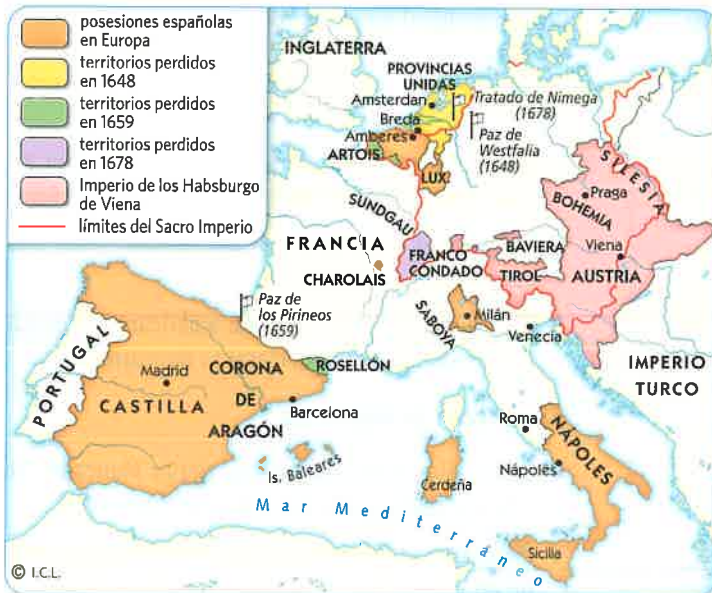 posesiones españolas
en Europa
territorios perdidos
en 1648
territorios perdidos
en 1659
territorios perdidos
en 1678
Imperio de los Habsburgo
de Viena
límites del Sacro Imperio
INGLATERRA
PROVINCIAS
UNIDAS
Amsterdan
Tratado de Nimega
(1678)
Breda
Amberes
Paz de
Westfalia
(1648)
ARTOIS
LUX.
SUNDGAU
SILESIA
Praga
BOHEMIA
FRANCIA
FRANCO
CONDADO
BAVIERA
Viena
CHAROLAIS
TIROL
AUSTRIA
Paz de
los Pirineos
(1659)
SABOYA
Milán
Venecia
PORTUGAL
ROSELLÓN
IMPERIO
TURCO
Madrid
CORONA
CASTILLA
DE
Barcelona
ARAGÓN
Roma
NÁPOLES
Is. Baleares
Nápoles
Cerdeña
Mar Mediterráneo
Sicilia
© I.C.L.